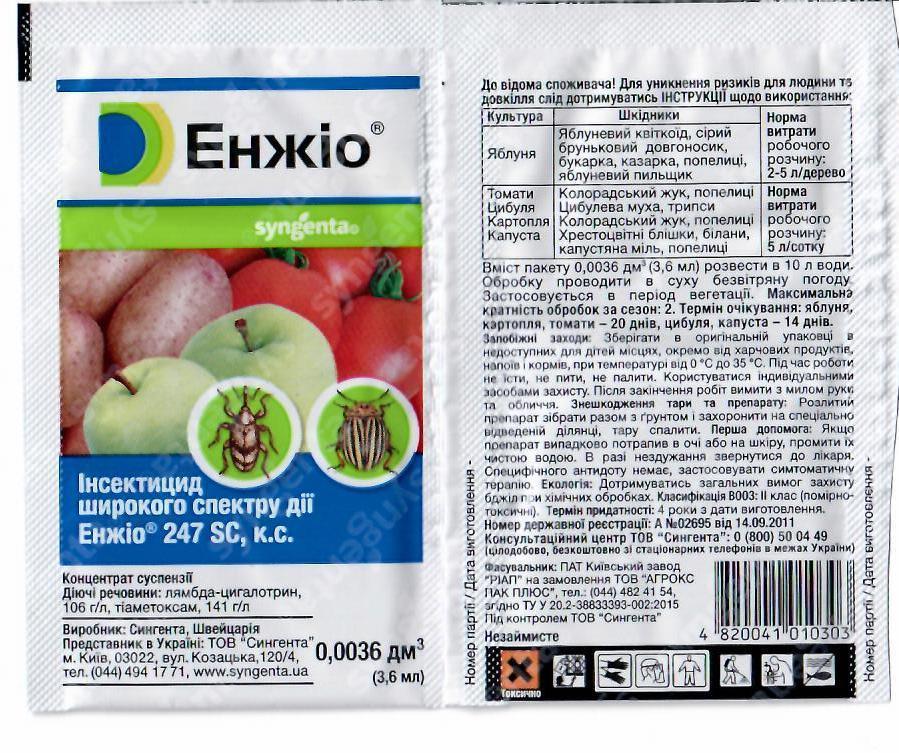 Енжіо®
syngenta®
Інсектицид
широкого спектру дії
Енжіо® 247 SC, к.с.
Концентрат суспензії
Діючі речовини: лямбда-цигалотрин,
106 г/л, тіаметоксам, 141 г/л
Виробник: Сингента, Швейцарія
Представник в Україні: ТОВ "Сингента"
м. Київ, 03022, вул. Козацька,120/4,
тел. (044) 494 17 71, www.syngenta.ua
0,0036 дм³
(3,6 мл)
До відома споживача! Для уникнення ризиків для людини та
довкілля слід дотримуватись ІНСТРУКЦІЇ щодо використання:
Культура Шкідники Норма
витрати
робочого
розчину:
2-5 л/дерево
Яблуня
Яблуневий квіткоїд, сірий
бруньковий довгоносик,
букарка, казарка, попелиці,
яблуневий пильщик
Томати Колорадський жук, попелиці Норма
Цибуля Цибулева муха, трипси витрати
Картопля Колорадський жук, попелиці робочого
Капуста Хрестоцвітні блішки, білани, розчину:
капустяна міль, попелиці 5 л/сотку
Вміст пакету 0,0036 дм³ (3,6 мл) розвести в 10 л води.
Обробку проводити в суху безвітряну погоду.
Застосовується в період вегетації. Максимальна
кратність обробок за сезон: 2. Термін очікування: яблуня,
картопля, томати – 20 днів, цибуля, капуста – 14 днів.
Запобіжні заходи: Зберігати в оригінальній упаковці в
недоступних для дітей місцях, окремо від харчових продуктів,
напоїв і кормів, при температурі від 0 °C до 35 °C. Під час роботи
не їсти, не пити, не палити. Користуватися індивідуальними
засобами захисту. Після закінчення робіт вимити з милом руки
та обличчя. Знешкодження тари та препарату: Розлитий
препарат зібрати разом з ґрунтом і захоронити на спеціально
відведеній ділянці, тару спалити. Перша допомога: Якщо
препарат випадково потрапив в очі або на шкіру, промити їх
чистою водою. В разі нездужання звернутися до лікаря.
Специфічного антидоту немає, застосовувати симтоматичну
терапію. Екологія: Дотримуватись загальних вимог захисту
бджіл при хімічних обробках. Класифікація ВООЗ: II клас (помірно-
токсичні). Термін придатності: 4 роки з дати виготовлення.
Номер державної реєстрації: А №02695 від 14.09.2011
Консультаційний центр ТОВ "Сингента": 0 (800) 50 04 49
(цілодобово, безкоштовно зі стаціонарних телефонів в межах України)
Фасувальник: ПАТ Київський завод
"РІАП" на замовлення ТОВ "АГРОКС
ПАК ПЛЮС", тел.: (044) 482 41 54,
згідно ТУ У 20.2-38833393-002:2015
Під контролем ТОВ "Сингента"
Незаймисте
4 820041 010303
Токсично
Номер партії / Дата виготовлення -
Номер партії / Дата виготовлення -